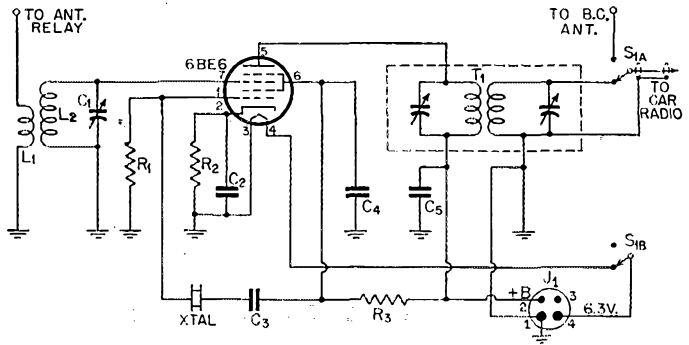 TO ANT.
RELAY
TO B.C.
ANT.
6BE6
5
7
6
1
2
3
4
T1
S1A
TO
CAR
RADIO
L1
L2
C1
R1
R2
C2
C4
C5
S1B
XTAL
C3
R3
+B
J1
2
3
1
4
6.3V.